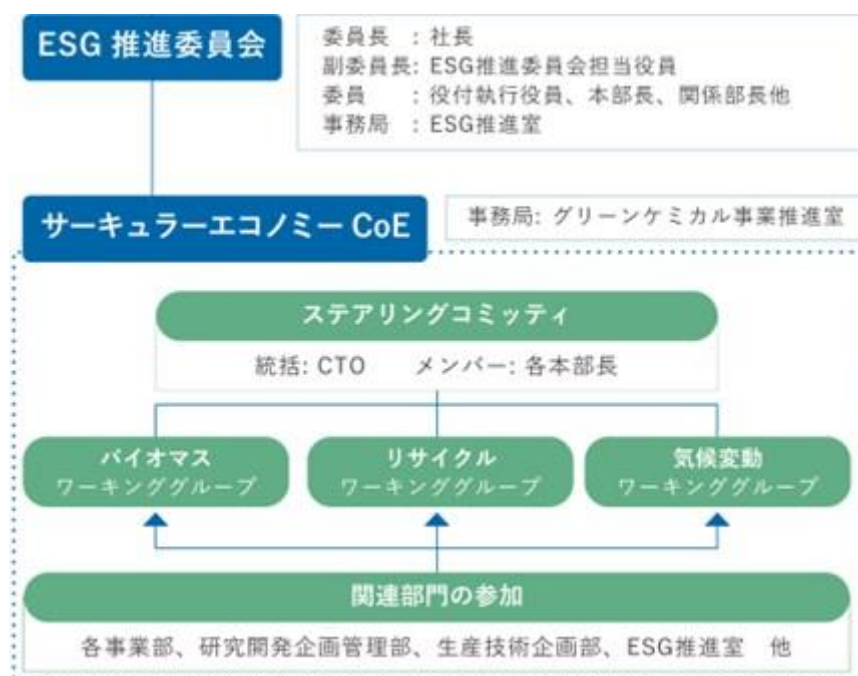 ESG 推進委員会
委員長 : 社長
副委員長: ESG推進委員会担当役員
委員 : 役付執行役員、本部長、関係部長他
事務局 : ESG推進室
サーキュラーエコノミー CoE
事務局: グリーンケミカル事業推進室
ステアリングコミッティ
統括: CTO メンバー: 各本部長
バイオマス
ワーキンググループ
リサイクル
ワーキンググループ
気候変動
ワーキンググループ
関連部門の参加
各事業部、研究開発企画管理部、生産技術企画部、ESG推進室 他